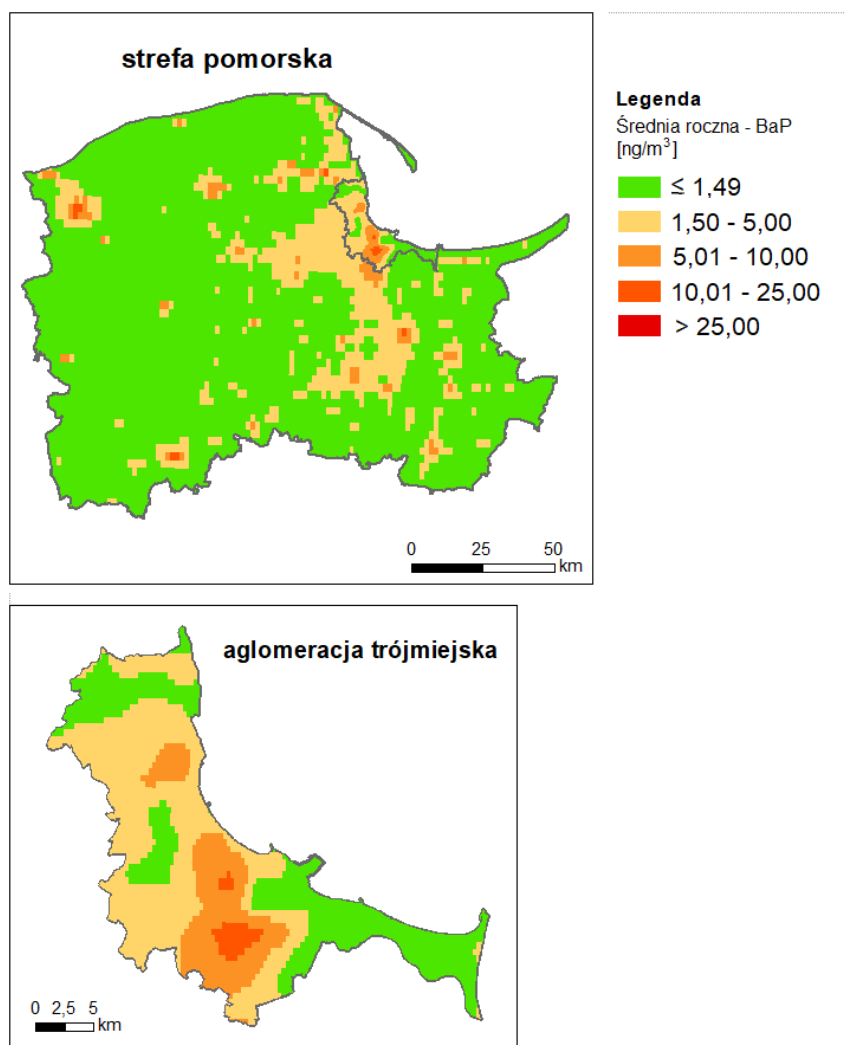 strefa pomorska
0 25 50
km
Legenda
Średnia roczna - BaP
[ng/m³]
≤ 1,49
1,50 - 5,00
5,01 - 10,00
10,01 - 25,00
> 25,00
aglomeracja trójmiejska
0 2,5 5
km